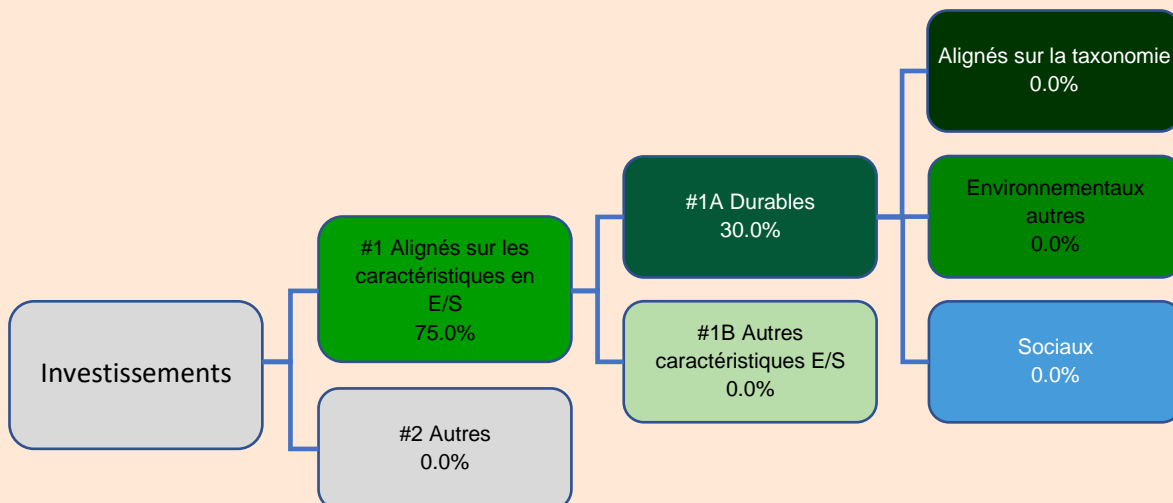 Investissements
#1 Alignés sur les
caractéristiques en
E/S
75.0%
#2 Autres
0.0%
#1A Durables
30.0%
#1B Autres
caractéristiques E/S
0.0%
Alignés sur la taxonomie
0.0%
Environnementaux
autres
0.0%
Sociaux
0.0%